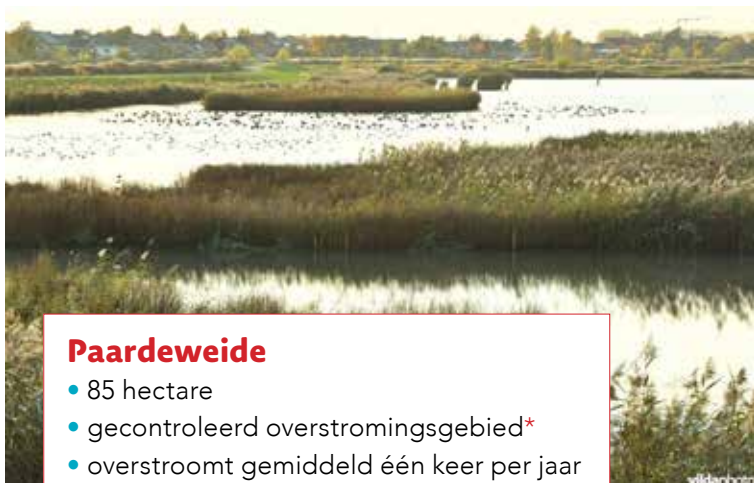 Paardeweide
• 85 hectare
• gecontroleerd overstromingsgebied*
• overstroomt gemiddeld één keer per jaar